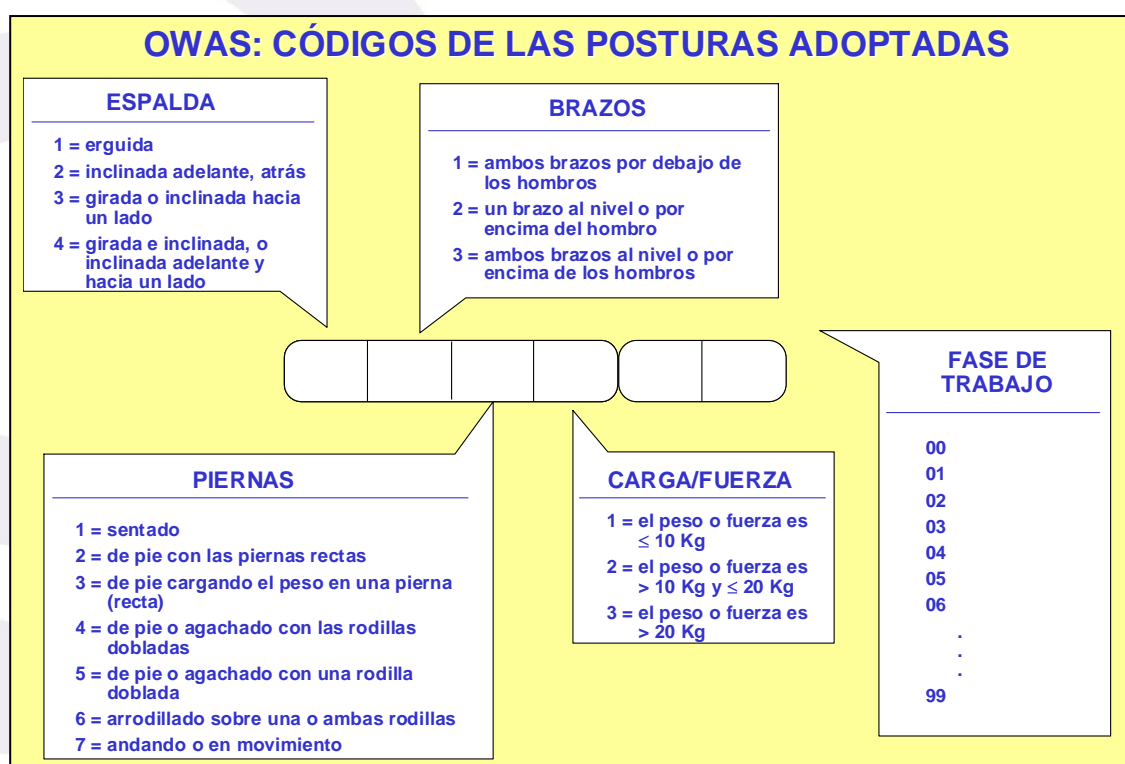 OWAS: CÓDIGOS DE LAS POSTURAS ADOPTADAS
ESPALDA
1 = erguida
2 = inclinada adelante, atrás
3 = girada o inclinada hacia
un lado
4 = girada e inclinada, o
inclinada adelante y
hacia un lado
BRAZOS
1 = ambos brazos por debajo de
los hombros
2 = un brazo al nivel o por
encima del hombro
3 = ambos brazos al nivel o por
encima de los hombros
PIERNAS
1 = sentado
2 = de pie con las piernas rectas
3 = de pie cargando el peso en una pierna
(recta)
4 = de pie o agachado con las rodillas
dobladas
5 = de pie o agachado con una rodilla
doblada
6 = arrodillado sobre una o ambas rodillas
7 = andando o en movimiento
CARGA/FUERZA
1 = el peso o fuerza es
≤ 10 Kg
2 = el peso o fuerza es
> 10 Kg y ≤ 20 Kg
3 = el peso o fuerza es
> 20 Kg
FASE DE
TRABAJO
00
01
02
03
04
05
06
.
.
.
99